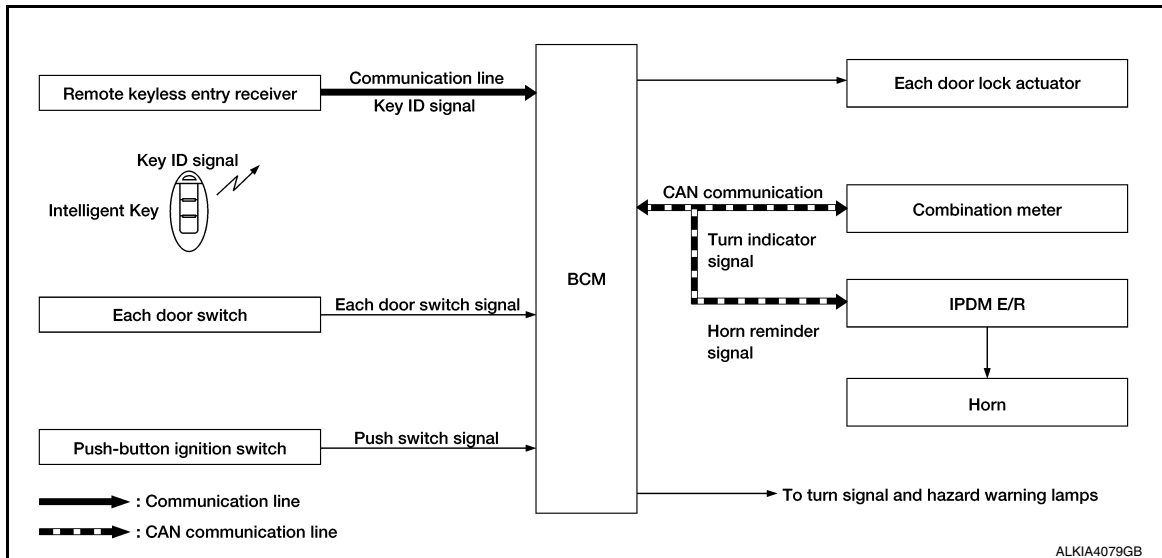 Remote keyless entry receiver
Communication line
Key ID signal
Key ID signal
Intelligent Key
Each door switch
Each door switch signal
Push-button ignition switch
Push switch signal
BCM
Each door lock actuator
CAN communication
Combination meter
Turn indicator
signal
IPDM E/R
Horn reminder
signal
Horn
To turn signal and hazard warning lamps
: Communication line
: CAN communication line
ALKIA4079GB